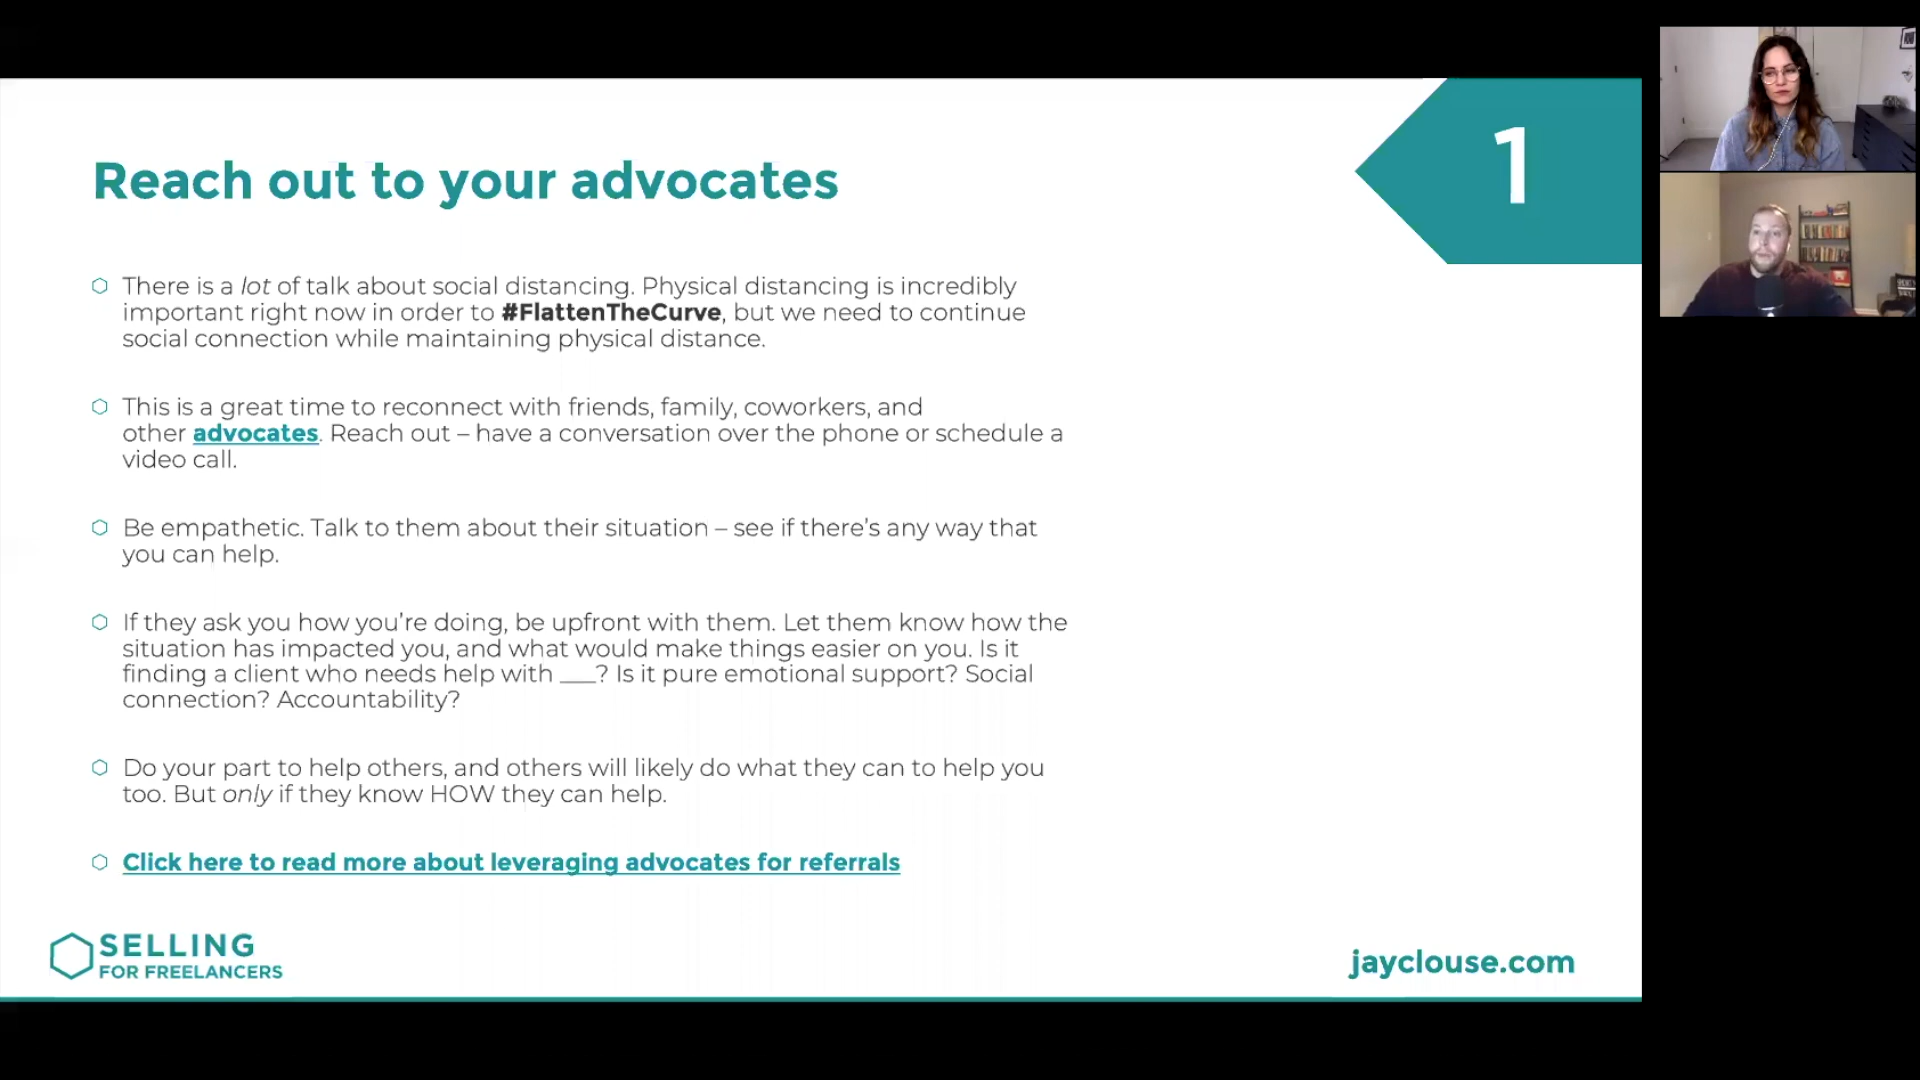 1
Reach out to your advocates
There is a lot of talk about social distancing. Physical distancing is incredibly
important right now in order to #FlattenTheCurve, but we need to continue
social connection while maintaining physical distance.
This is a great time to reconnect with friends, family, coworkers, and
other advocates. Reach out – have a conversation over the phone or schedule a
video call.
Be empathetic. Talk to them about their situation – see if there’s any way that
you can help.
If they ask you how you’re doing, be upfront with them. Let them know how the
situation has impacted you, and what would make things easier on you. Is it
finding a client who needs help with ___? Is it pure emotional support? Social
connection? Accountability?
Do your part to help others, and others will likely do what they can to help you
too. But only if they know HOW they can help.
Click here to read more about leveraging advocates for referrals
SELLING
FOR FREELANCERS
jayclouse.com